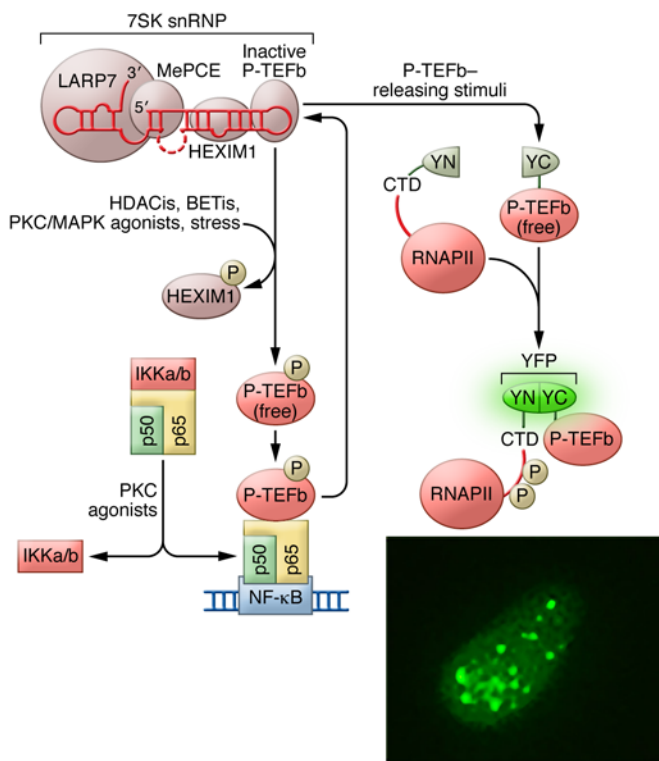 7SK snRNP
LARP7
3′
MePCE
Inactive
P-TEFb
5′
HEXIM1
P-TEFb–
releasing stimuli
YN
CTD
RNAPII
YC
P-TEFb
(free)
HDACis, BETis,
PKC/MAPK agonists, stress
P
HEXIM1
YFP
YN YC
CTD
P-TEFb
RNAPII
P
P
IKKa/b
p50
p65
P
P-TEFb
(free)
P
P-TEFb
PKC
agonists
IKKa/b
p50
p65
NF-κB